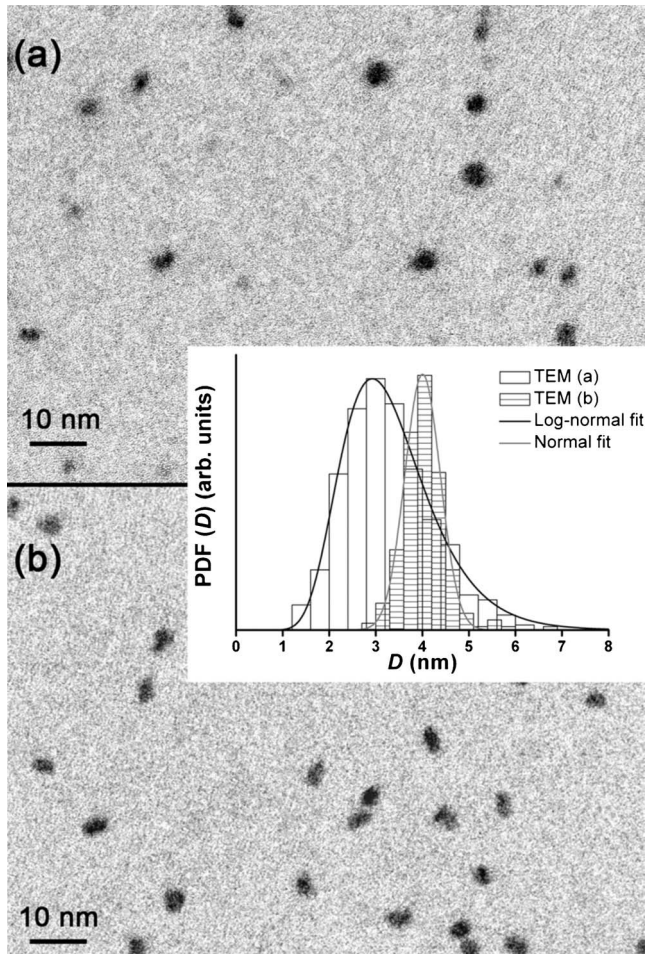 (a)
10 nm
TEM (a)
TEM (b)
Log-normal fit
Normal fit
PDF (D) (arb. units)
0 1 2 3 4 5 6 7 8
D (nm)
(b)
10 nm